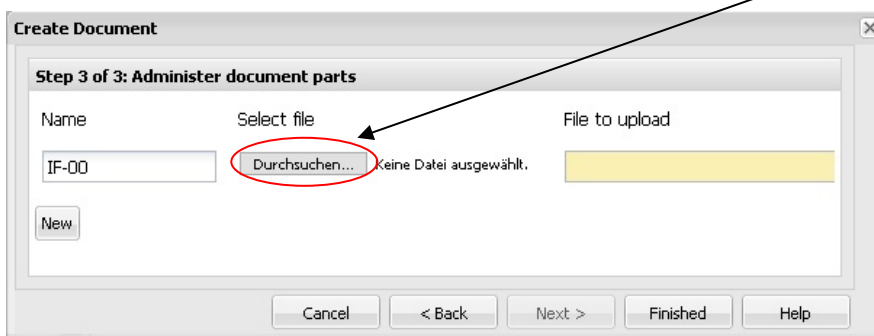 Create Document
Step 3 of 3: Administer document parts
Name Select file File to upload
IF-00 Durchsuchen... Keine Datei ausgewählt.
New
Cancel < Back Next > Finished Help